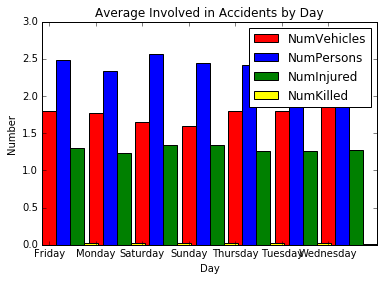 Average Involved in Accidents by Day
3.0
2.5
2.0
1.5
1.0
0.5
0.0
Number
NumVehicles
NumPersons
NumInjured
NumKilled
Friday Monday Saturday Sunday Thursday Tuesday Wednesday
Day